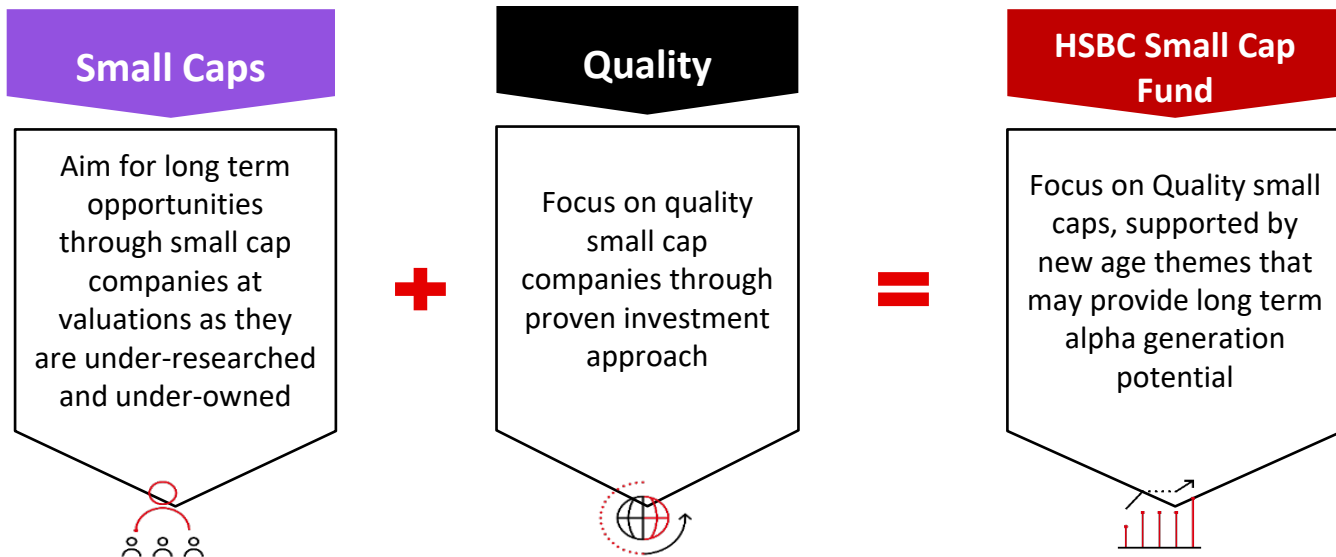 Small Caps
Aim for long term
opportunities
through small cap
companies at
valuations as they
are under-researched
and under-owned
+
Quality
Focus on quality
small cap
companies through
proven investment
approach
=
HSBC Small Cap
Fund
Focus on Quality small
caps, supported by
new age themes that
may provide long term
alpha generation
potential